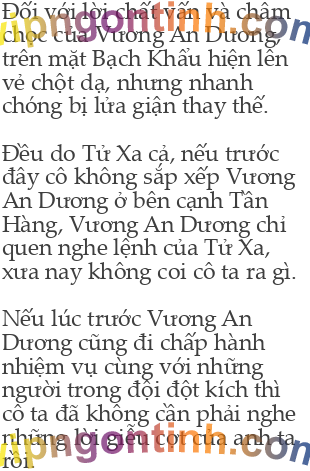 Đối với lời chất vấn và châm
chọc của Vương An Dương,
trên mặt Bạch Khẩu hiện lên
vẻ chột dạ, nhưng nhanh
chóng bị lửa giận thay thế.
Đều do Tử Xa cả, nếu trước
đây cô không sắp xếp Vương
An Dương ở bên cạnh Tần
Hàng, Vương An Dương chỉ
quen nghe lệnh của Tử Xa,
xưa nay không coi cô ta ra gì.
Nếu lúc trước Vương An
Dương cũng đi chấp hành
nhiệm vụ cùng với những
người trong đội đột kích thì
cô ta đã không cần phải nghe
những lời giễu cợt của anh ta
rồi.
vipngontinh.com
vipngontinh.com